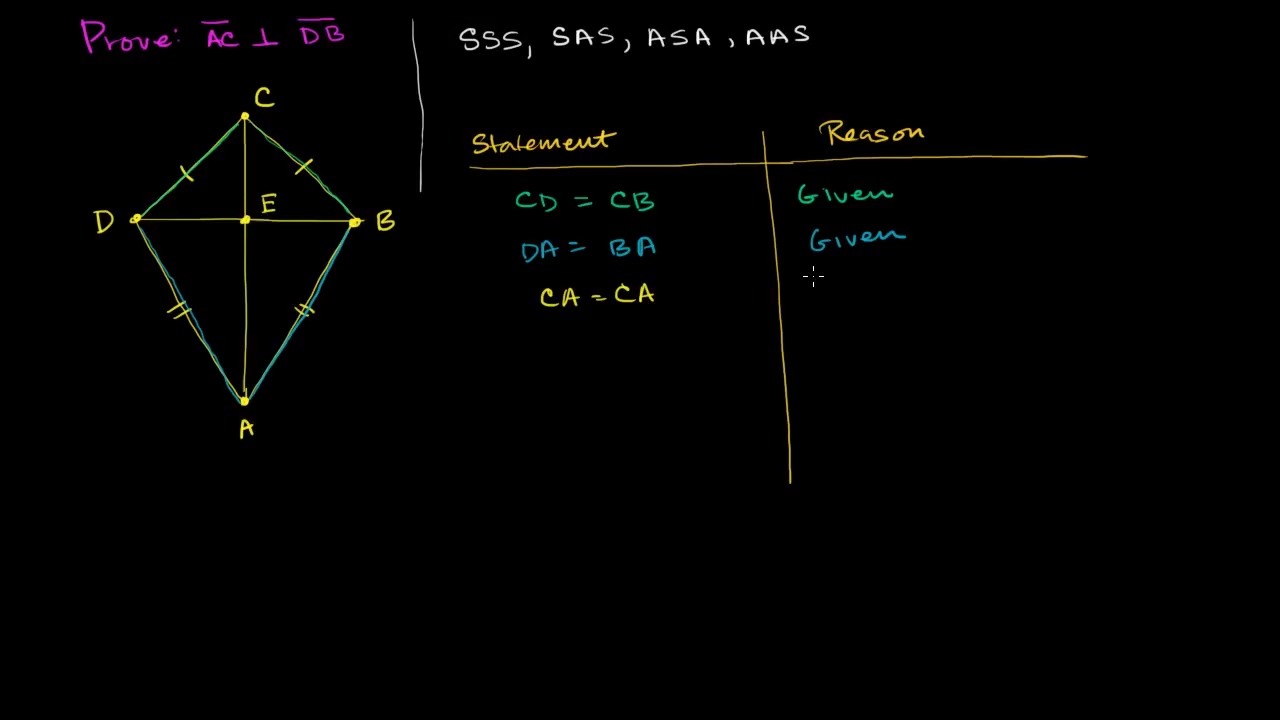 Prove: AC ⊥ DB
SSS, SAS, ASA, AAS
C
D
E
B
A
Statement Reason
CD = CB Given
DA = BA Given
CA = CA